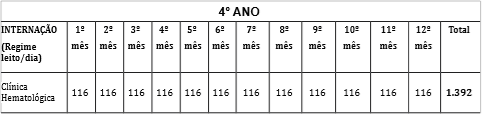 4º ANO
INTERNAÇÃO (Regime leito/dia) 1º mês 2º mês 3º mês 4º mês 5º mês 6º mês 7º mês 8º mês 9º mês 10º mês 11º mês 12º mês Total
Clínica Hematológica 116 116 116 116 116 116 116 116 116 116 116 116 1.392